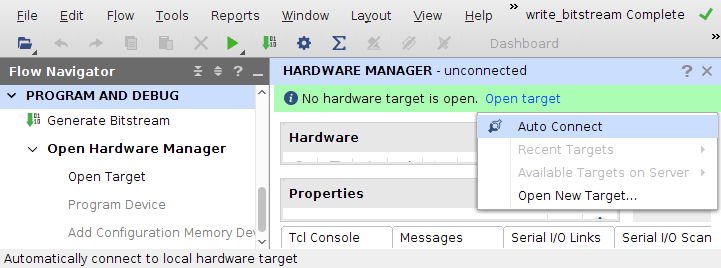 File Edit Flow Tools Reports Window Layout View Help » write_bitstream Complete
Dashboard
Flow Navigator
HARDWARE MANAGER - unconnected
PROGRAM AND DEBUG
No hardware target is open. Open target
Generate Bitstream
Auto Connect
Open Hardware Manager
Hardware
Recent Targets
Available Targets on Server
Open Target
Properties
Open New Target...
Program Device
Add Configuration Memory Dev
Tcl Console Messages Serial I/O Links Serial I/O Scan
Automatically connect to local hardware target